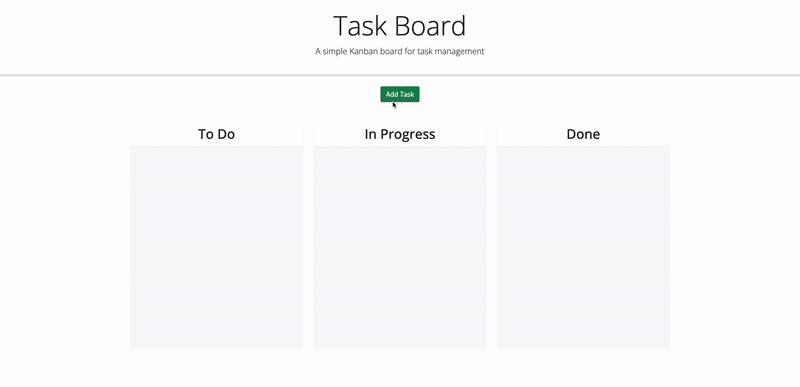 Task Board
A simple Kanban board for task management
Add Task
To Do
In Progress
Done